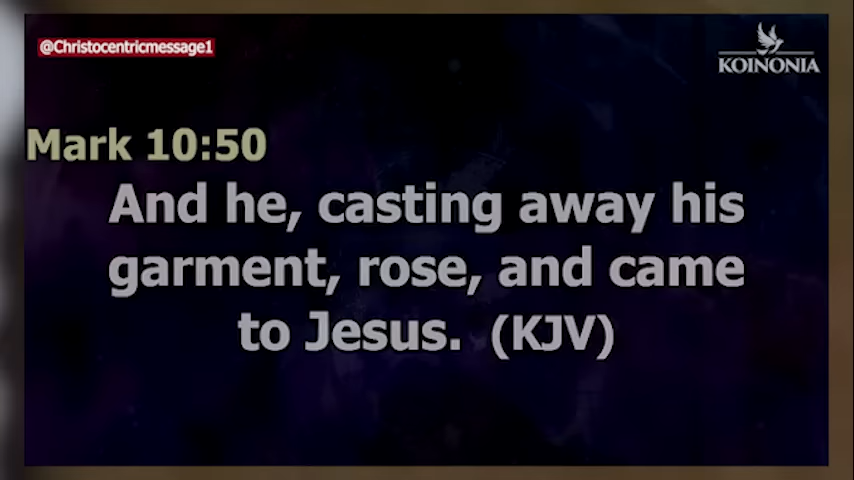 @Christocentricmessage1
KOINONIA
Mark 10:50
And he, casting away his
garment, rose, and came
to Jesus. (KJV)